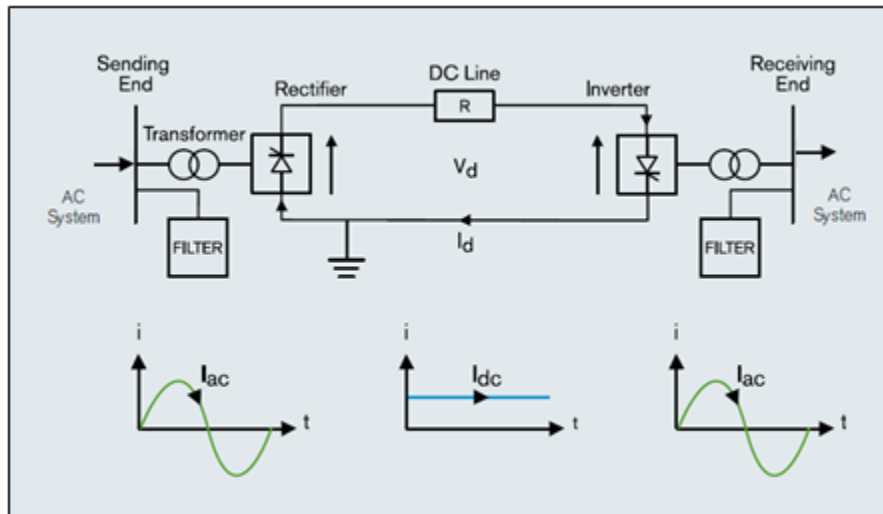 Sending
End
Rectifier
DC Line
R
Inverter
Receiving
End
Transformer
AC
System
FILTER
Vd
Id
AC
System
FILTER
i
Iac
t
i
Idc
t
i
Iac
t